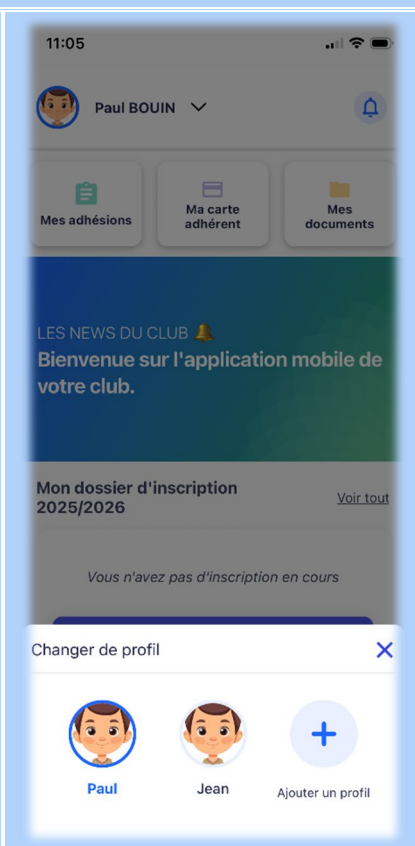 11:05
Paul BOUIN
Mes adhésions
Ma carte
adhérent
Mes
documents
LES NEWS DU CLUB 🔔
Bienvenue sur l'application mobile de
votre club.
Mon dossier d'inscription
2025/2026
Voir tout
Vous n'avez pas d'inscription en cours
Changer de profil
Paul
Jean
Ajouter un profil